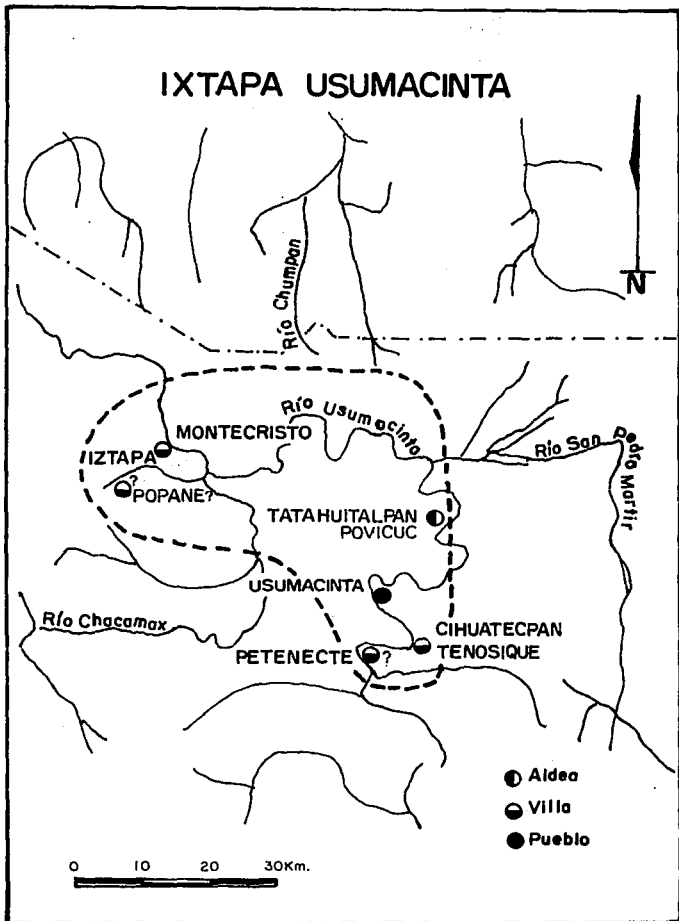 IXTAPA USUMACINTA
N
Río Chumpan
Río Usumacinta
Río San Pedro Martir
MONTECRISTO
IZTAPA
?
POPANE?
TATAHUITALPAN
POVICUC
USUMACINTA
Río Chacamax
CIHUATECPAN
TENOSIQUE
PETENECTE ?
Aldea
Villa
Pueblo
0 10 20 30Km.